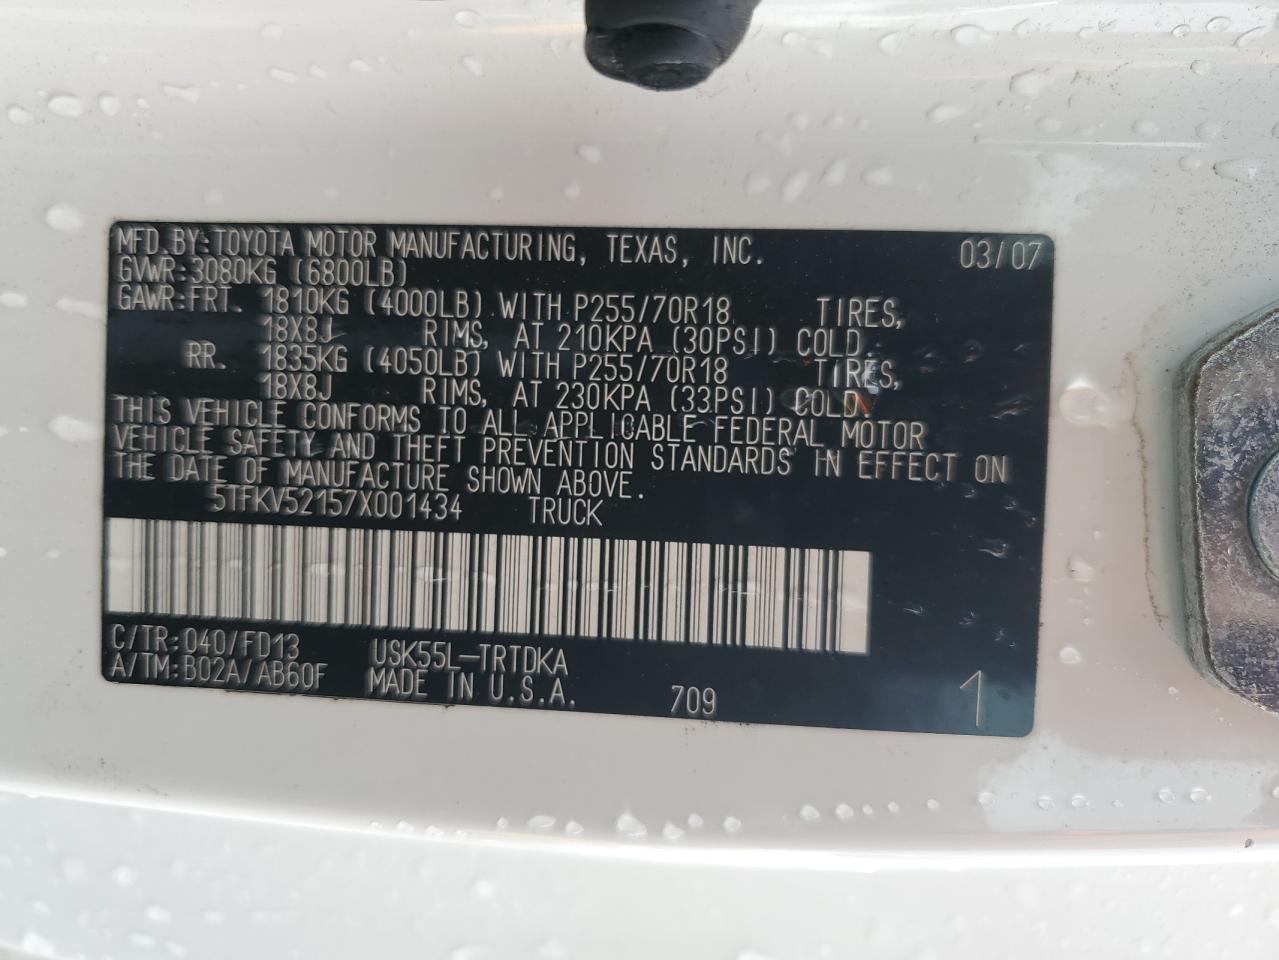 MFD.BY:TOYOTA MOTOR MANUFACTURING, TEXAS, INC. 03/07
GVWR:3080KG (6800LB)
GAWR:FRT. 1810KG (4000LB) WITH P255/70R18 TIRES,
18X8J RIMS, AT 210KPA (30PSI) COLD.
RR. 1835KG (4050LB) WITH P255/70R18 TIRES,
18X8J RIMS, AT 230KPA (33PSI) COLD.
THIS VEHICLE CONFORMS TO ALL APPLICABLE FEDERAL MOTOR
VEHICLE SAFETY AND THEFT PREVENTION STANDARDS IN EFFECT ON
THE DATE OF MANUFACTURE SHOWN ABOVE.
5TFKV52157X001434 TRUCK
C/TR:040/FD13 USK55L-TRTDKA
A/TM:B02A/AB60F MADE IN U.S.A. 709 1